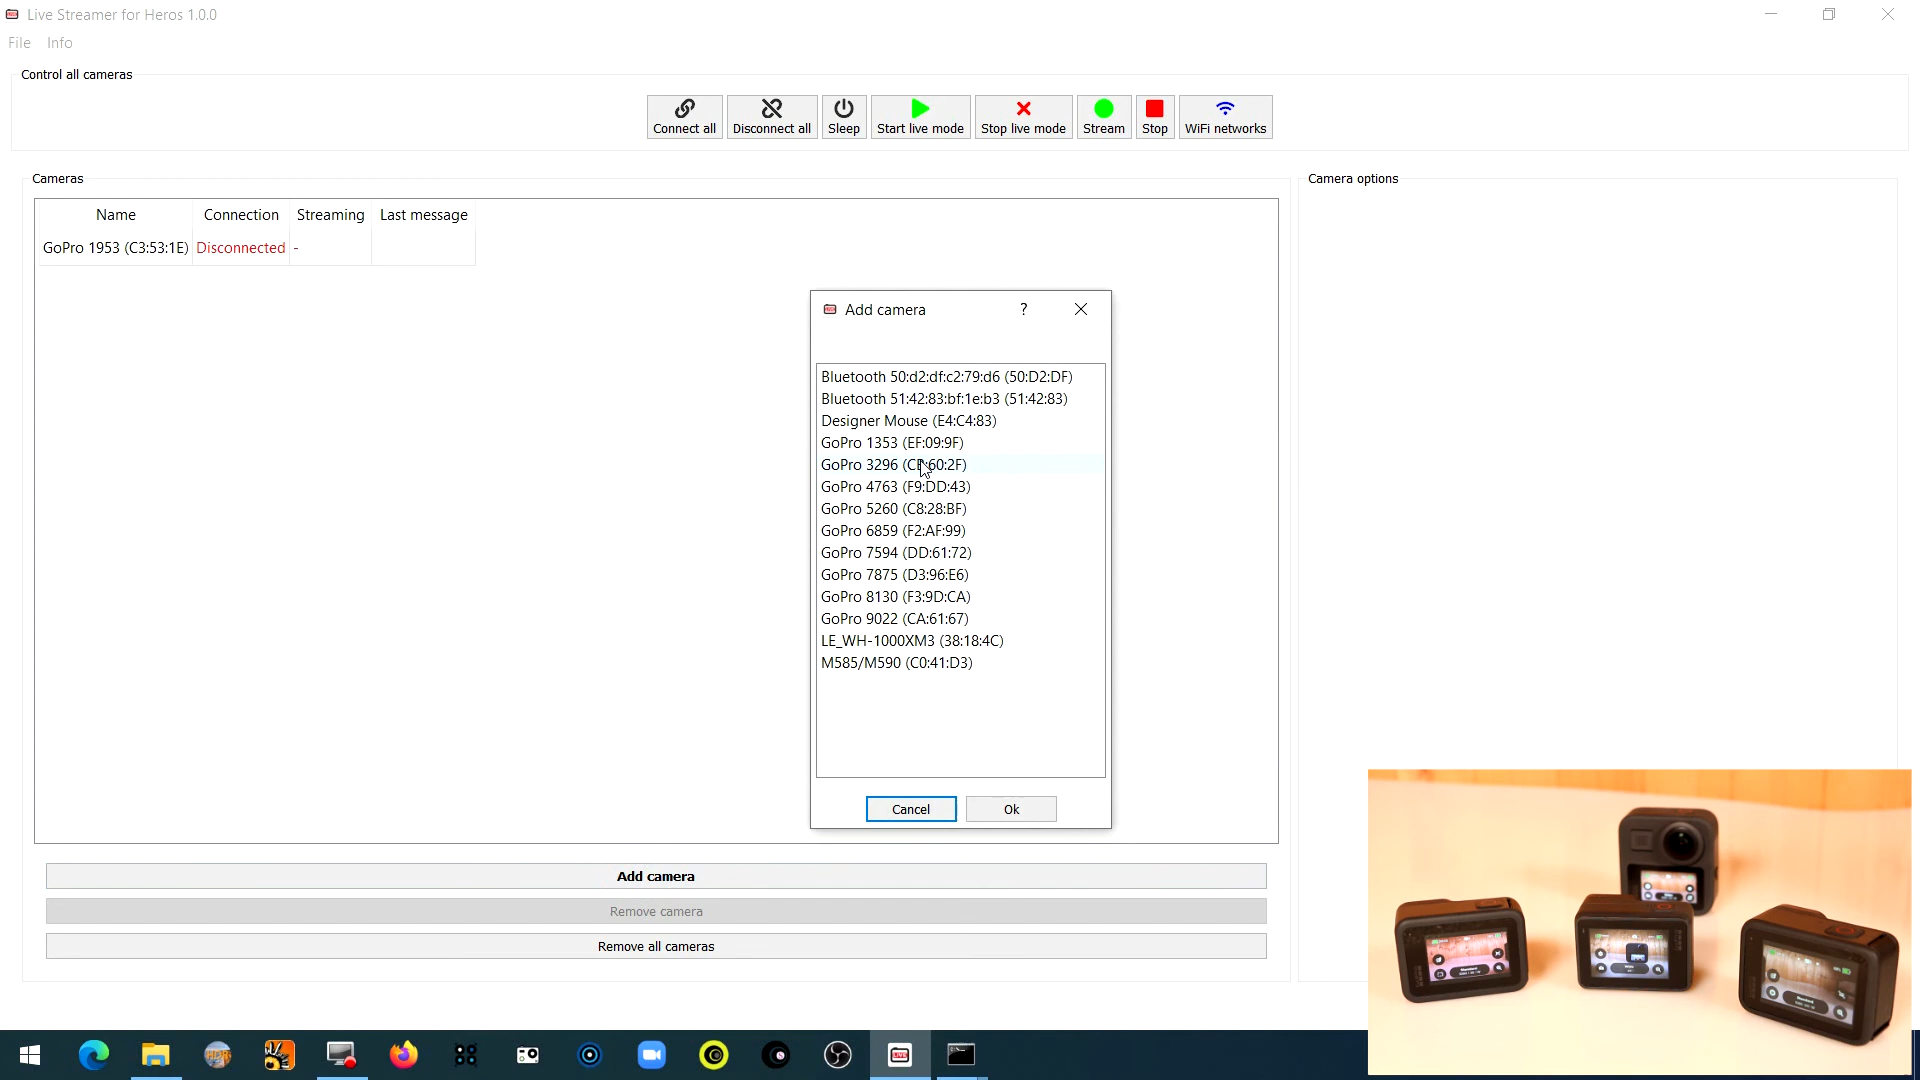 Live Streamer for Heros 1.0.0
File Info
Control all cameras
Connect all Disconnect all Sleep Start live mode Stop live mode Stream Stop WiFi networks
Cameras
Camera options
Name Connection Streaming Last message
GoPro 1953 (C3:53:1E) Disconnected -
Add camera ?
Bluetooth 50:d2:df:c2:79:d6 (50:D2:DF)
Bluetooth 51:42:83:bf:1e:b3 (51:42:83)
Designer Mouse (E4:C4:83)
GoPro 1353 (EF:09:9F)
GoPro 3296 (CE:60:2F)
GoPro 4763 (F9:DD:43)
GoPro 5260 (C8:28:BF)
GoPro 6859 (F2:AF:99)
GoPro 7594 (DD:61:72)
GoPro 7875 (D3:96:E6)
GoPro 8130 (F3:9D:CA)
GoPro 9022 (CA:61:67)
LE_WH-1000XM3 (38:18:4C)
M585/M590 (C0:41:D3)
Cancel Ok
Add camera
Remove camera
Remove all cameras
LIVE